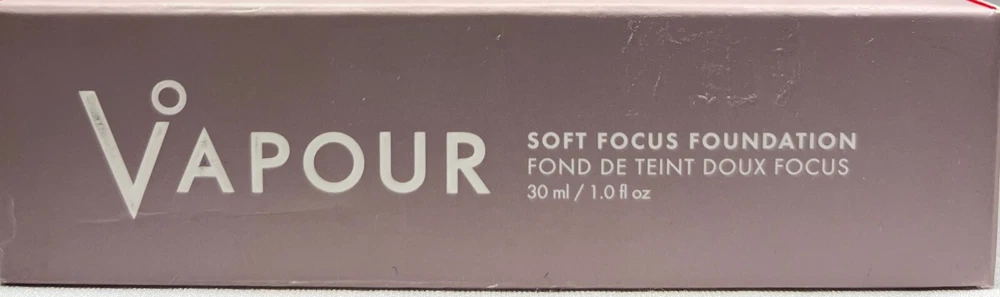 VAPOUR
SOFT FOCUS FOUNDATION
FOND DE TEINT DOUX FOCUS
30 ml / 1.0 fl oz